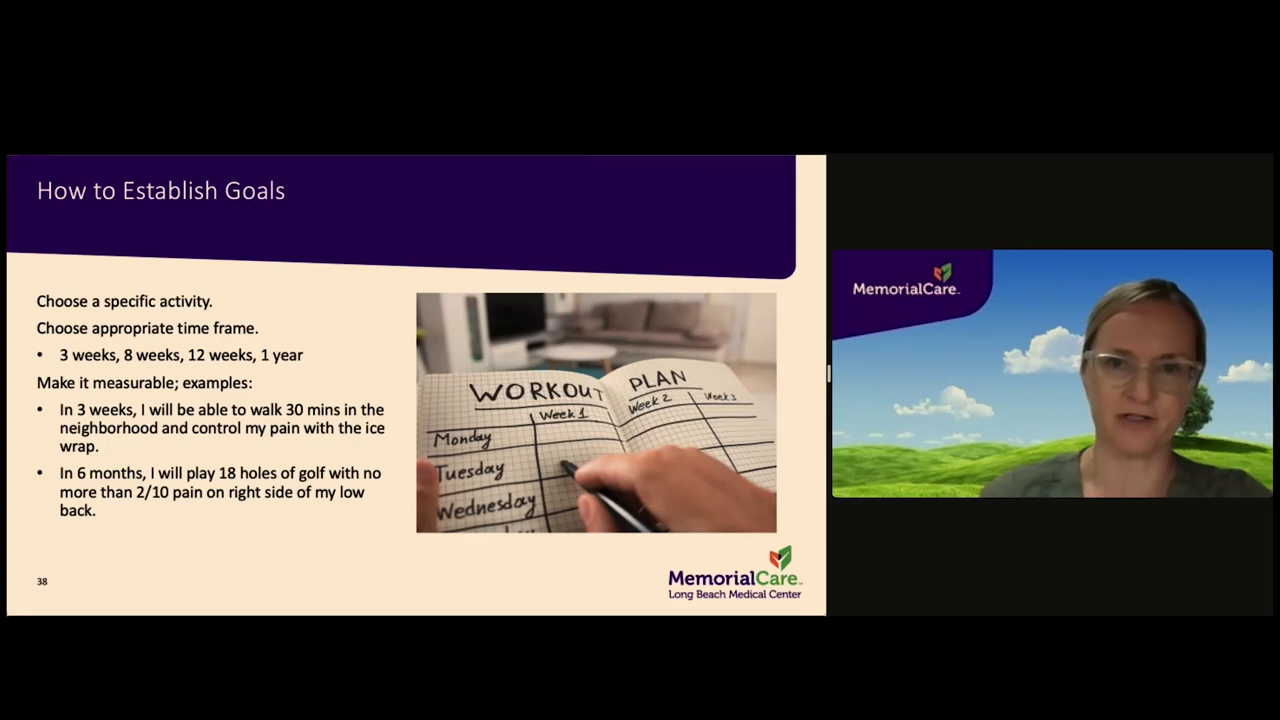 How to Establish Goals
Choose a specific activity.
Choose appropriate time frame.
• 3 weeks, 8 weeks, 12 weeks, 1 year
Make it measurable; examples:
• In 3 weeks, I will be able to walk 30 mins in the
neighborhood and control my pain with the ice
wrap.
• In 6 months, I will play 18 holes of golf with no
more than 2/10 pain on right side of my low
back.
38
WORKOUT PLAN
Week 1 Week 2 Week 3
Monday
Tuesday
Wednesday
MemorialCare™
Long Beach Medical Center
MemorialCare™